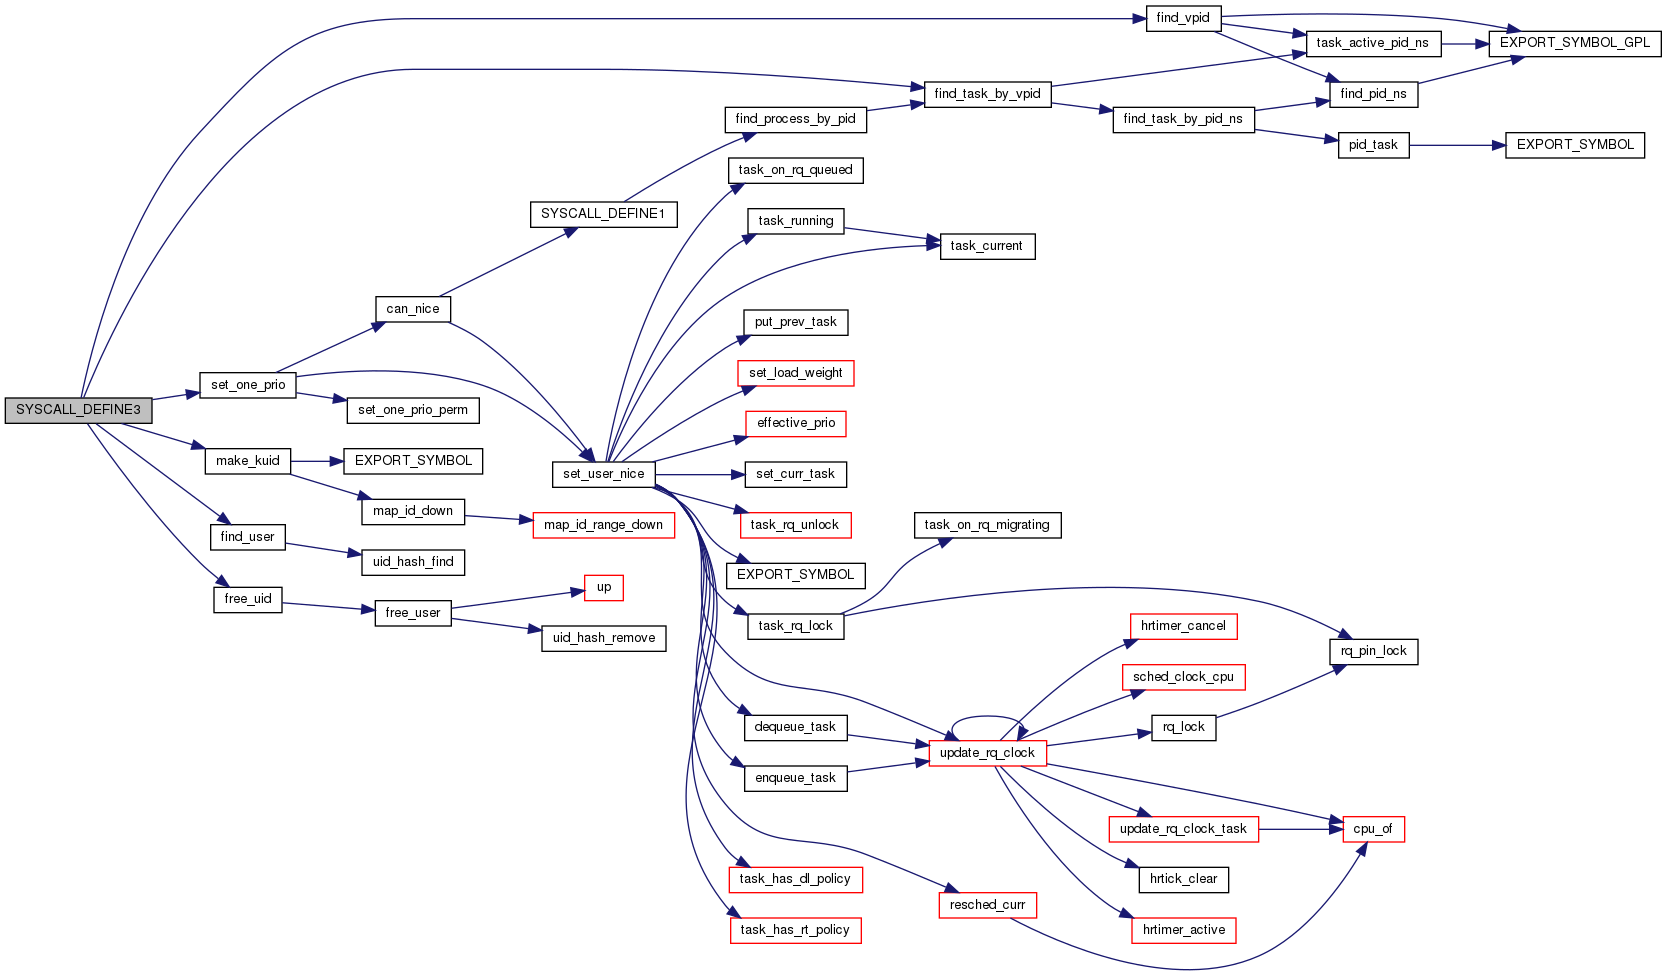 find_vpid
task_active_pid_ns
EXPORT_SYMBOL_GPL
find_task_by_vpid
find_pid_ns
find_process_by_pid
find_task_by_pid_ns
pid_task
EXPORT_SYMBOL
task_on_rq_queued
SYSCALL_DEFINE1
task_running
task_current
can_nice
put_prev_task
set_load_weight
set_one_prio
SYSCALL_DEFINE3
set_one_prio_perm
effective_prio
make_kuid
EXPORT_SYMBOL
set_user_nice
set_curr_task
map_id_down
map_id_range_down
task_rq_unlock
task_on_rq_migrating
find_user
uid_hash_find
EXPORT_SYMBOL
up
free_uid
free_user
task_rq_lock
hrtimer_cancel
uid_hash_remove
rq_pin_lock
sched_clock_cpu
dequeue_task
rq_lock
update_rq_clock
enqueue_task
update_rq_clock_task
cpu_of
task_has_dl_policy
hrtick_clear
resched_curr
task_has_rt_policy
hrtimer_active